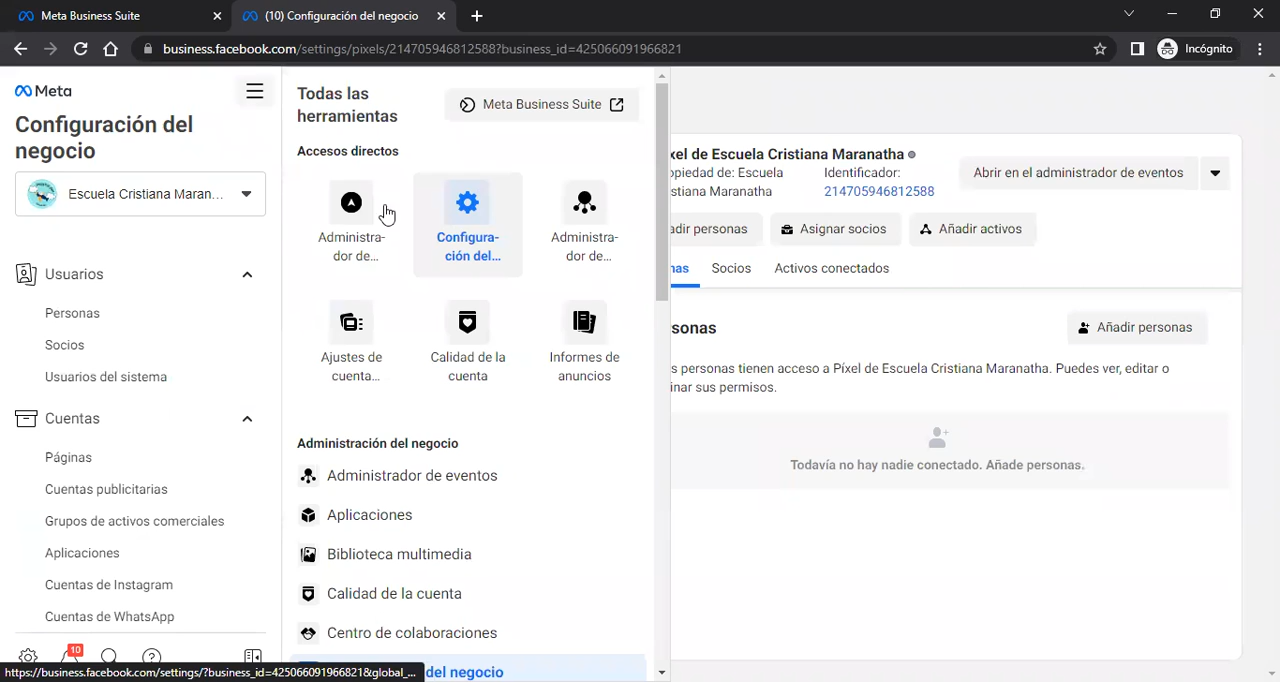 Meta Business Suite
(10) Configuración del negocio
business.facebook.com/settings/pixels/214705946812588?business_id=425066091966821
Incógnito
Meta
Configuración del
negocio
Escuela Cristiana Maran...
Usuarios
Personas
Socios
Usuarios del sistema
Cuentas
Páginas
Cuentas publicitarias
Grupos de activos comerciales
Aplicaciones
Cuentas de Instagram
Cuentas de WhatsApp
10
https://business.facebook.com/settings/?business_id=425066091966821&global_...
Todas las
herramientas
Meta Business Suite
Accesos directos
Administra-
dor de...
Configura-
ción del...
Administra-
dor de...
Ajustes de
cuenta...
Calidad de la
cuenta
Informes de
anuncios
Administración del negocio
Administrador de eventos
Aplicaciones
Biblioteca multimedia
Calidad de la cuenta
Centro de colaboraciones
del negocio
xel de Escuela Cristiana Maranatha
opiedad de: Escuela
stiana Maranatha
Identificador:
214705946812588
Abrir en el administrador de eventos
adir personas
Asignar socios
Añadir activos
nas
Socios
Activos conectados
sonas
Añadir personas
s personas tienen acceso a Píxel de Escuela Cristiana Maranatha. Puedes ver, editar o
inar sus permisos.
Todavía no hay nadie conectado. Añade personas.